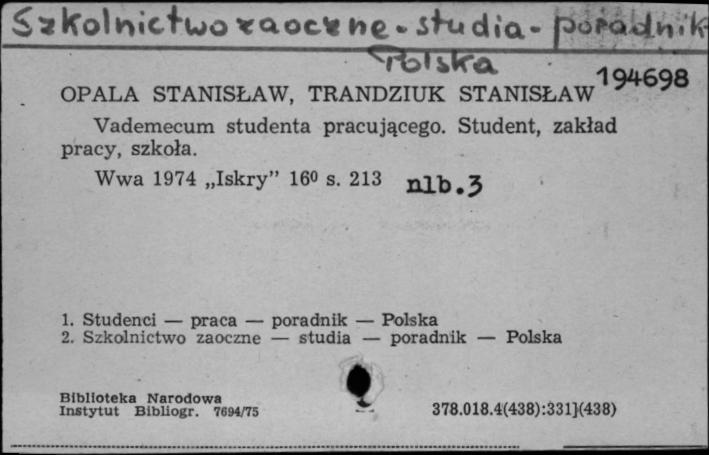 Szkolnictwo zaoczne - studia - poradnik
Polska
194698
OPALA STANISŁAW, TRANDZIUK STANISŁAW
Vademecum studenta pracującego. Student, zakład
pracy, szkoła.
Wwa 1974 „Iskry” 16⁰ s. 213 nlb.3
1. Studenci — praca — poradnik — Polska
2. Szkolnictwo zaoczne — studia — poradnik — Polska
Biblioteka Narodowa
Instytut Bibliogr. 7694/75
378.018.4(438):331](438)